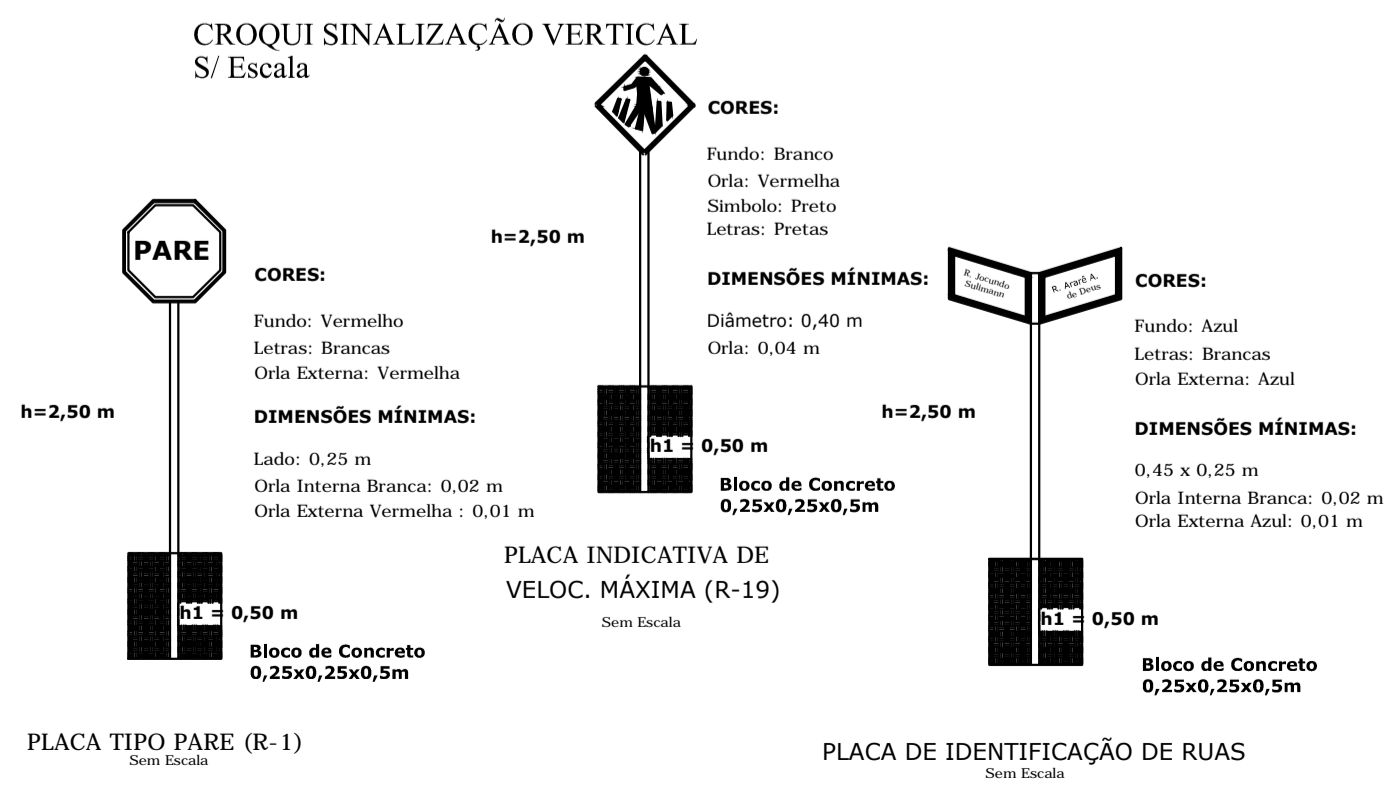 CROQUI SINALIZAÇÃO VERTICAL
S/ Escala
PARE
h=2,50 m
CORES:
Fundo: Vermelho
Letras: Brancas
Orla Externa: Vermelha
DIMENSÕES MÍNIMAS:
Lado: 0,25 m
Orla Interna Branca: 0,02 m
Orla Externa Vermelha : 0,01 m
h1 = 0,50 m
Bloco de Concreto
0,25x0,25x0,5m
PLACA TIPO PARE (R-1)
Sem Escala
h=2,50 m
CORES:
Fundo: Branco
Orla: Vermelha
Simbolo: Preto
Letras: Pretas
DIMENSÕES MÍNIMAS:
Diâmetro: 0,40 m
Orla: 0,04 m
h1 = 0,50 m
Bloco de Concreto
0,25x0,25x0,5m
PLACA INDICATIVA DE
VELOC. MÁXIMA (R-19)
Sem Escala
R. Jocundo
Sulimann
R. Ararê A.
de Deus
h=2,50 m
CORES:
Fundo: Azul
Letras: Brancas
Orla Externa: Azul
DIMENSÕES MÍNIMAS:
0,45 x 0,25 m
Orla Interna Branca: 0,02 m
Orla Externa Azul: 0,01 m
h1 = 0,50 m
Bloco de Concreto
0,25x0,25x0,5m
PLACA DE IDENTIFICAÇÃO DE RUAS
Sem Escala